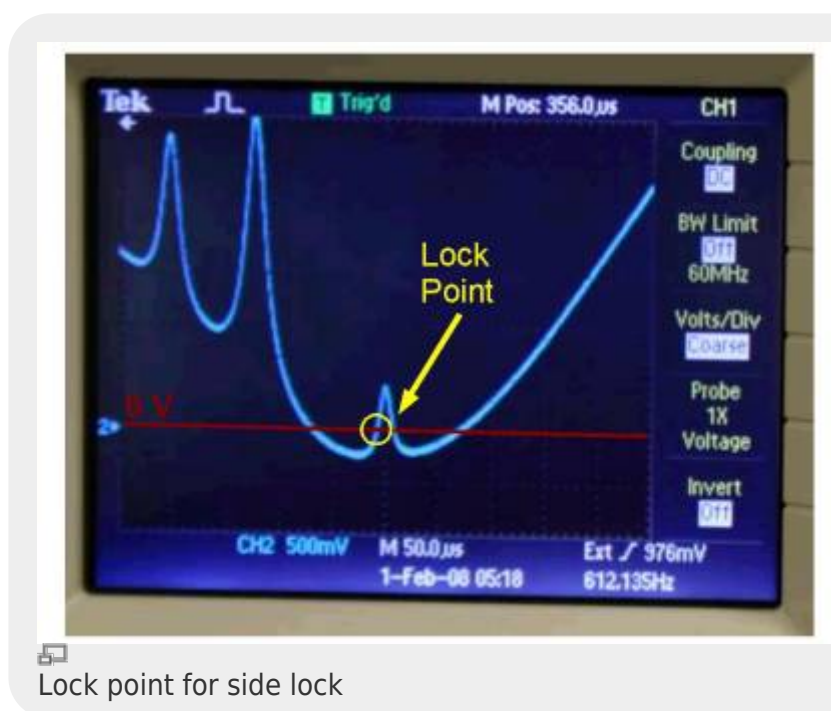 Tek Trig'd M Pos: 356.0µs CH1
Coupling
DC
BW Limit
Off
60MHz
Volts/Div
Coarse
Probe
1X
Voltage
Invert
Off
Lock
Point
0 V
2
CH2 500mV M 50.0µs Ext 976mV
1-Feb-08 05:18 612.135Hz
Lock point for side lock